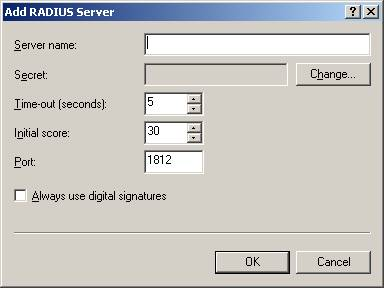 Add RADIUS Server
Server name:
Secret:
Change...
Time-out (seconds): 5
Initial score: 30
Port: 1812
Always use digital signatures
OK Cancel